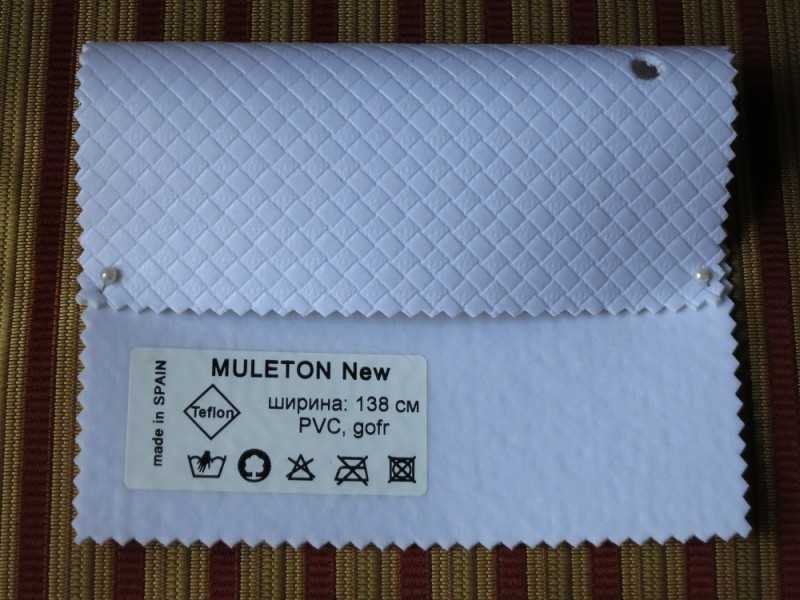 MULETON New
made in SPAIN
Teflon
ширина: 138 см
PVC, gofr